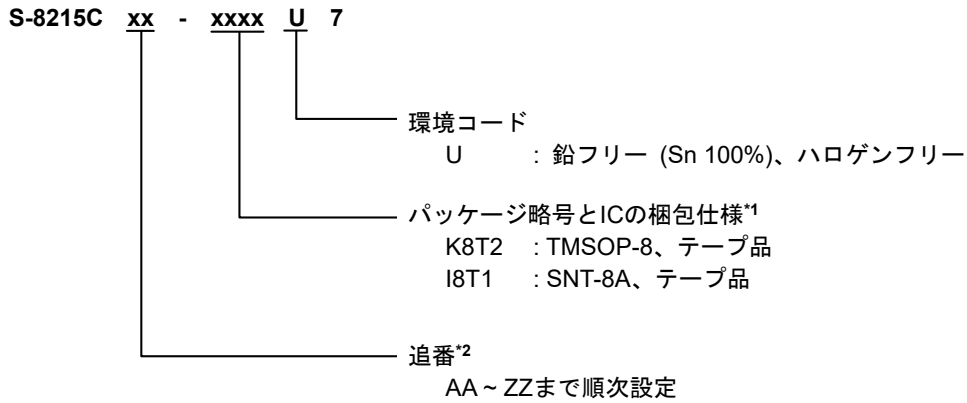 S-8215C xx - xxxx U 7
環境コード
U : 鉛フリー (Sn 100%)、ハロゲンフリー
パッケージ略号とICの梱包仕様*1
K8T2 : TMSOP-8、テープ品
I8T1 : SNT-8A、テープ品
追番*2
AA ~ ZZまで順次設定